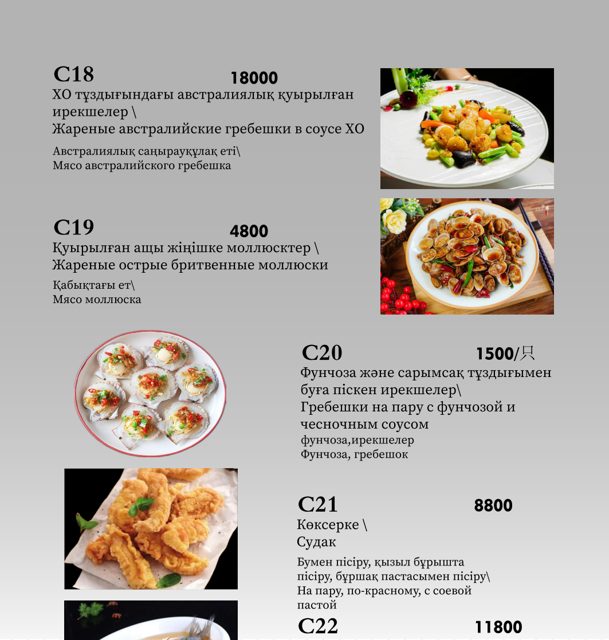 C18 18000
ХО тұздығындағы австралиялық қуырылған
ирекшелер \
Жареные австралийские гребешки в соусе ХО
Австралиялық саңырауқұлақ еті\
Мясо австралийского гребешка
C19 4800
Қуырылған ащы жіңішке моллюсктер \
Жареные острые бритвенные моллюски
Қабықтағы ет\
Мясо моллюска
C20 1500/只
Фунчоза және сарымсақ тұздығымен
буға піскен ирекшелер\
Гребешки на пару с фунчозой и
чесночным соусом
фунчоза,ирекшелер
Фунчоза, гребешок
C21 8800
Көксерке \
Судак
Бумен пісіру, қызыл бұрышта
пісіру, бұршақ пастасымен пісіру\
На пару, по-красному, с соевой
пастой
C22 11800